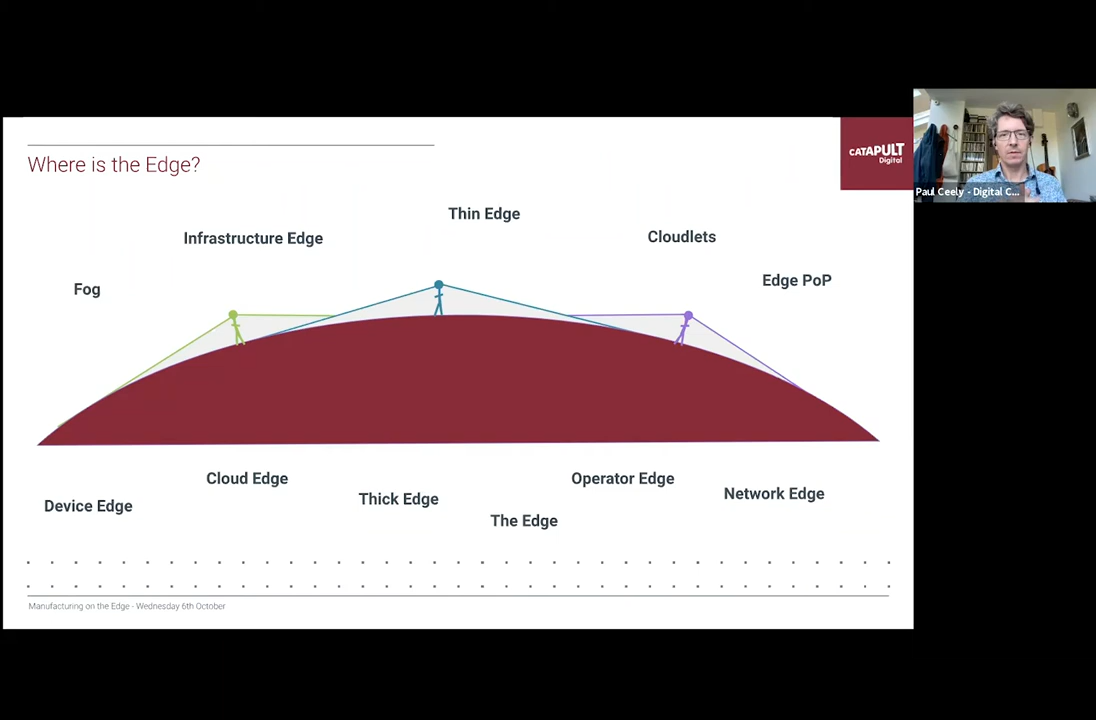 Where is the Edge?
CATAPULT
Digital
Paul Ceely - Digital C...
Thin Edge
Infrastructure Edge
Cloudlets
Fog
Edge PoP
Cloud Edge
Operator Edge
Device Edge
Thick Edge
Network Edge
The Edge
Manufacturing on the Edge - Wednesday 6th October